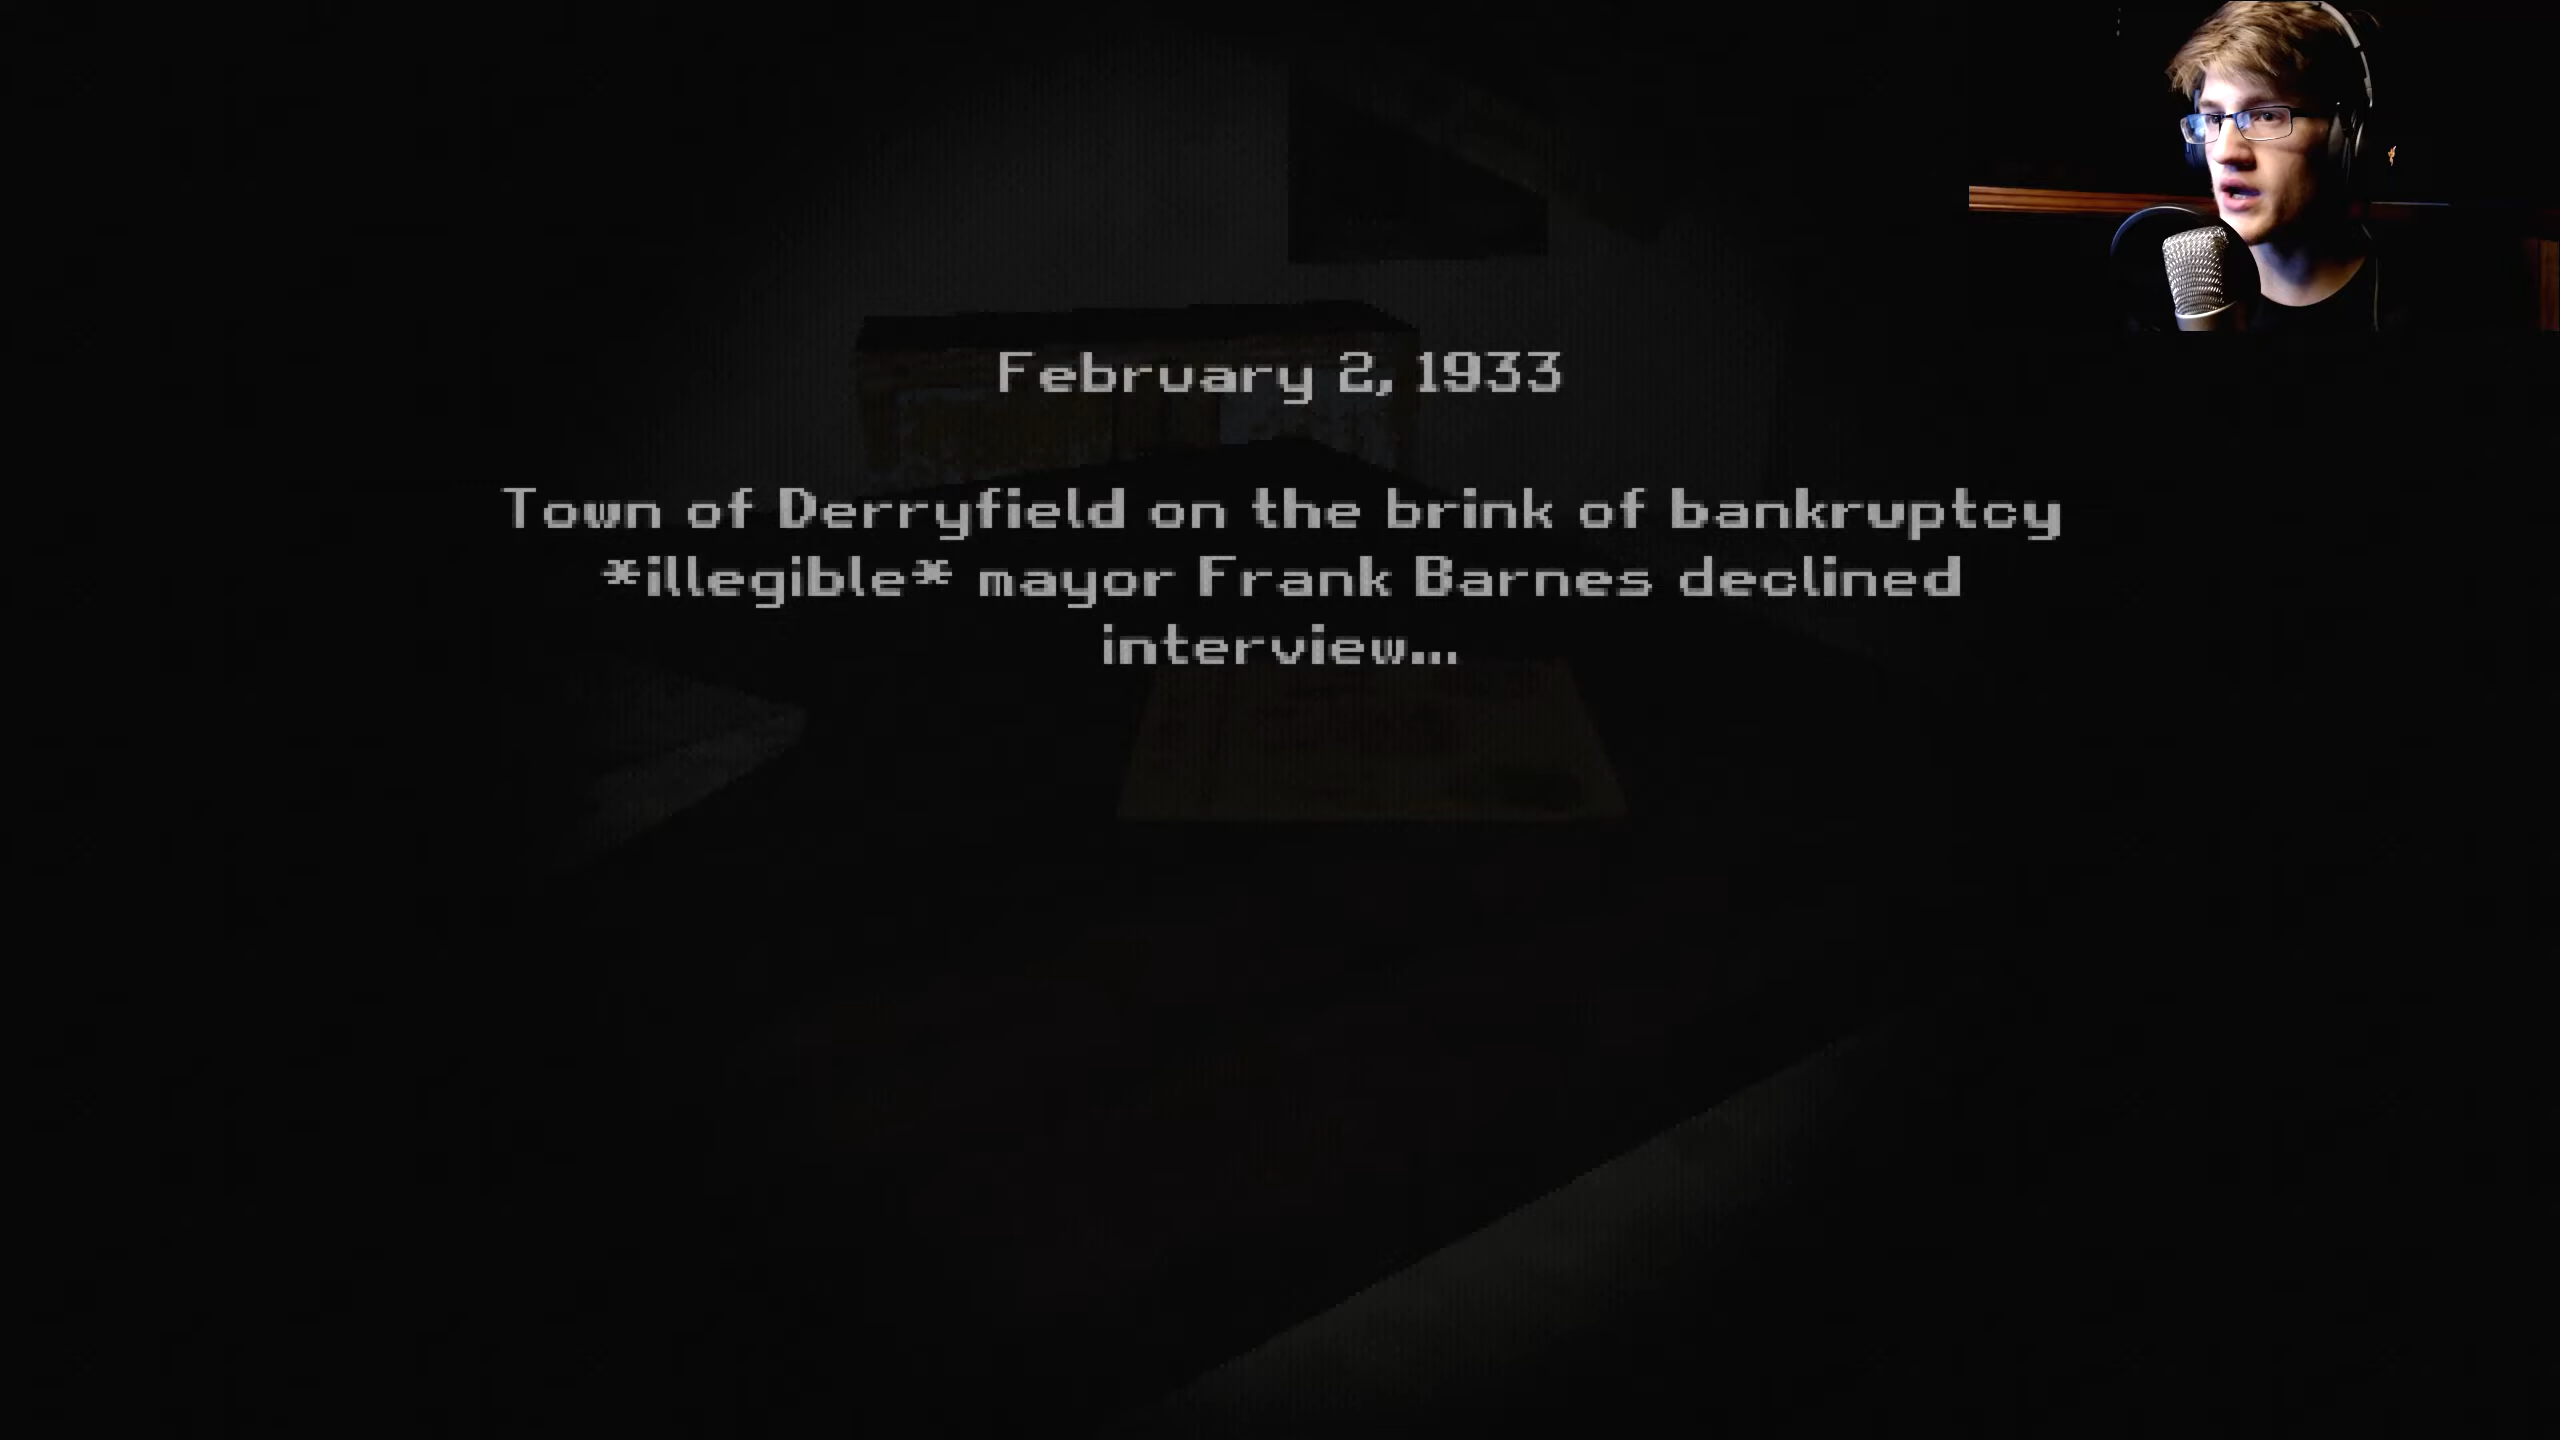 February 2, 1933
Town of Derryfield on the brink of bankruptcy
*illegible* mayor Frank Barnes declined
interview...